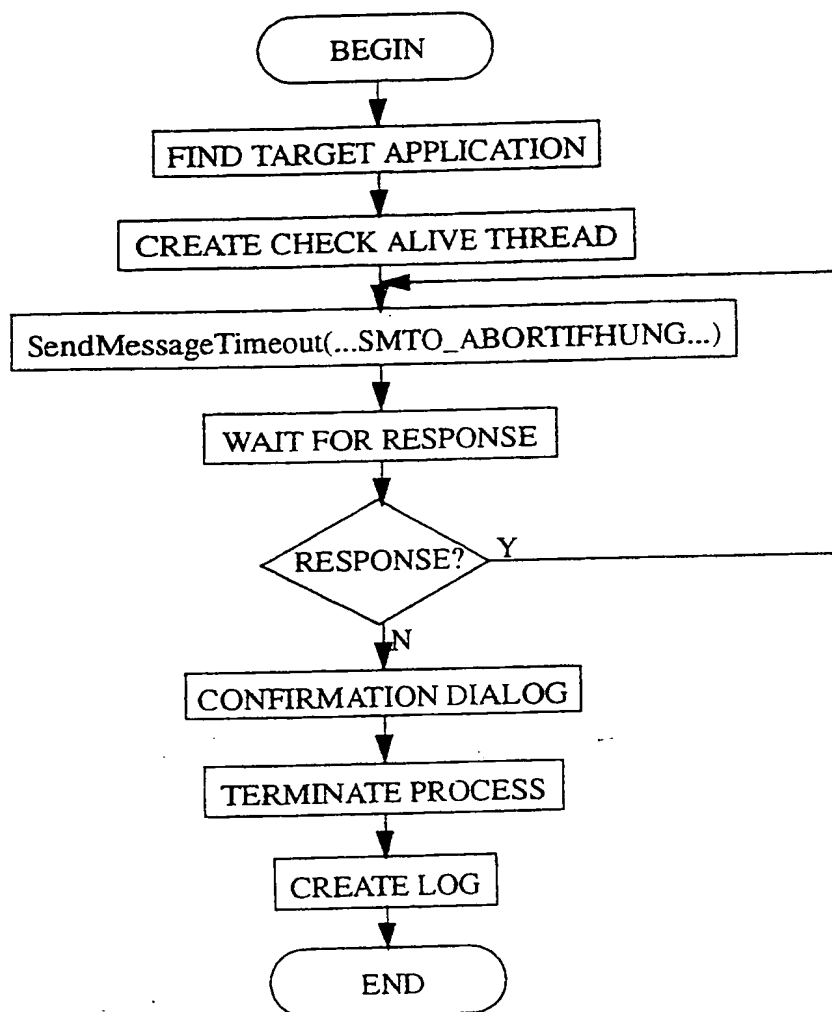 BEGIN
FIND TARGET APPLICATION
CREATE CHECK ALIVE THREAD
SendMessageTimeout(...SMTO_ABORTIFHUNG...)
WAIT FOR RESPONSE
RESPONSE?
Y
N
CONFIRMATION DIALOG
TERMINATE PROCESS
CREATE LOG
END